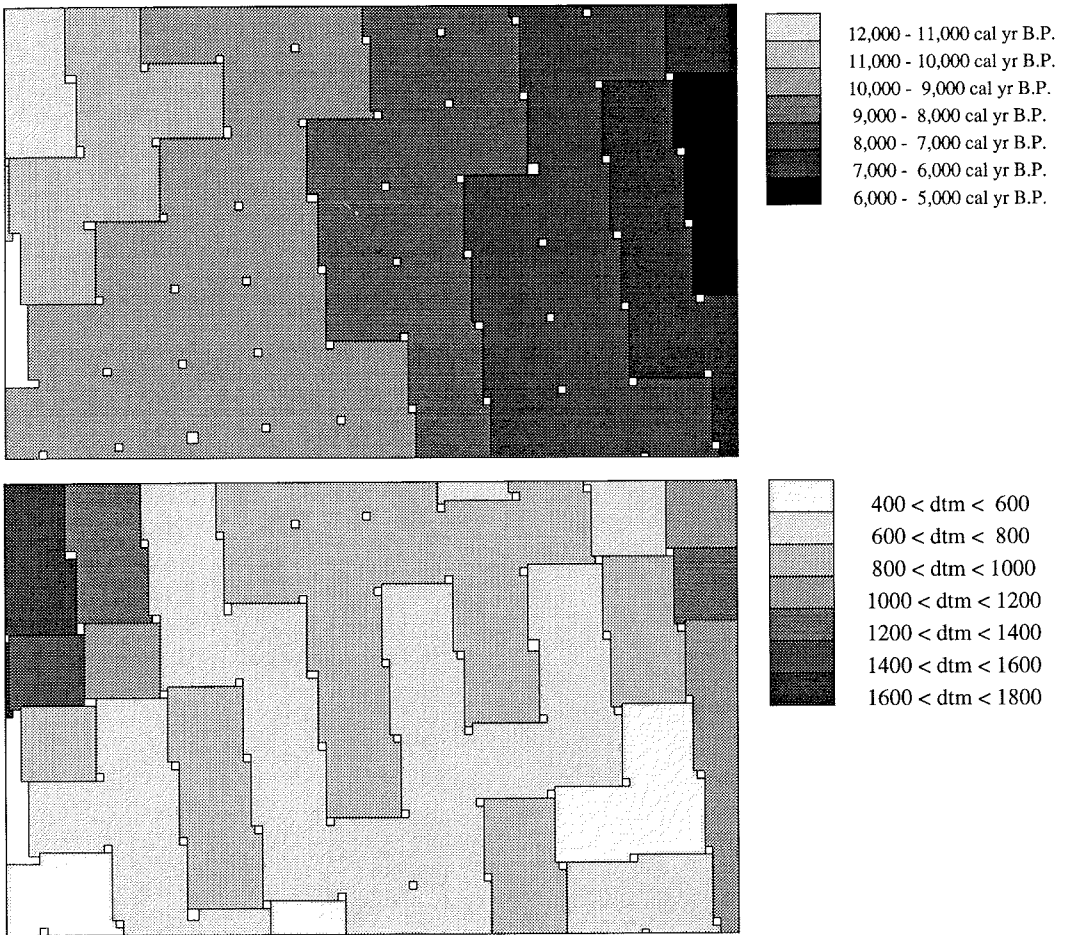 12,000 - 11,000 cal yr B.P.
11,000 - 10,000 cal yr B.P.
10,000 - 9,000 cal yr B.P.
9,000 - 8,000 cal yr B.P.
8,000 - 7,000 cal yr B.P.
7,000 - 6,000 cal yr B.P.
6,000 - 5,000 cal yr B.P.
400 < dtm < 600
600 < dtm < 800
800 < dtm < 1000
1000 < dtm < 1200
1200 < dtm < 1400
1400 < dtm < 1600
1600 < dtm < 1800